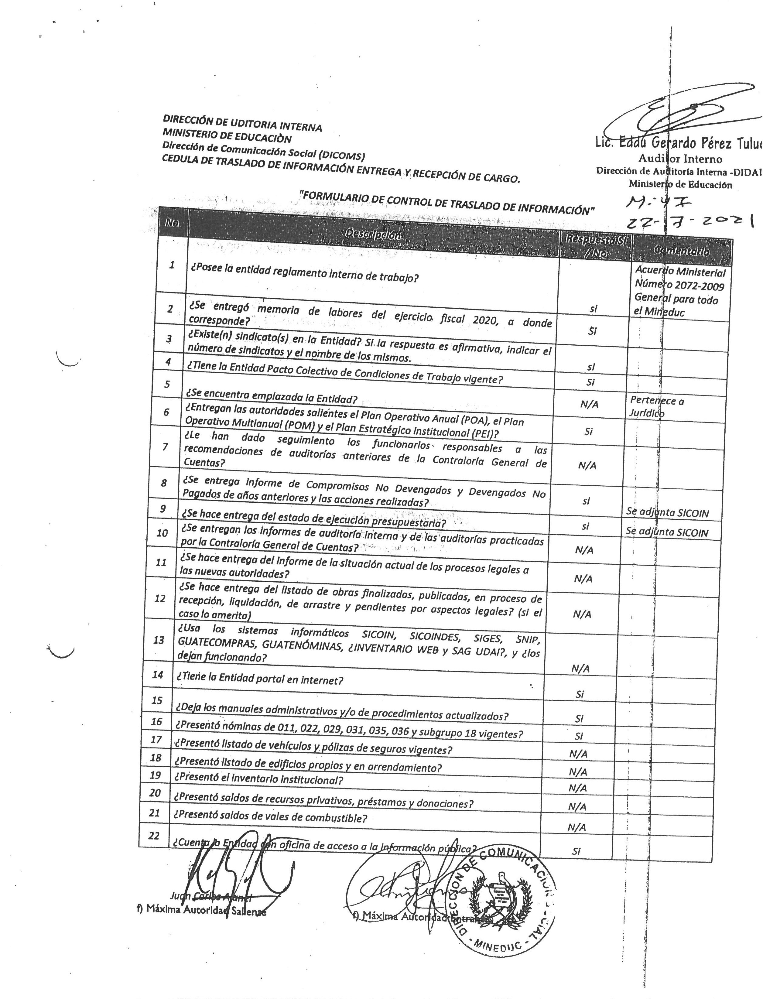 DIRECCIÓN DE UDITORIA INTERNA
MINISTERIO DE EDUCACIÒN
Dirección de Comunicación Social (DICOMS)
CEDULA DE TRASLADO DE INFORMACIÓN ENTREGA Y RECEPCIÓN DE CARGO.
Lic. Eddú Gerardo Pérez
Auditor Interno
Dirección de Auditoría Interna -DIDAI
Ministerio de Educación
22-7-2021
"FORMULARIO DE CONTROL DE TRASLADO DE INFORMACIÓN"
No Descripción Respuesta Si / No Comentario
1 ¿Posee la entidad reglamento interno de trabajo? si
Acuerdo Ministerial
Número 2072-2009
General para todo
el Mineduc
2 ¿Se entregó memoria de labores del ejercicio fiscal 2020, a donde
corresponde? Si
3 ¿Existe(n) sindicato(s) en la Entidad? Si la respuesta es afirmativa, indicar el
número de sindicatos y el nombre de los mismos. si
4 ¿Tiene la Entidad Pacto Colectivo de Condiciones de Trabajo vigente? Si
5 ¿Se encuentra emplazada la Entidad? N/A Pertenece a
Jurídico
6 ¿Entregan las autoridades salientes el Plan Operativo Anual (POA), el Plan
Operativo Multianual (POM) y el Plan Estratégico Institucional (PEI)? Si
7 ¿Le han dado seguimiento los funcionarios responsables a las
recomendaciones de auditorías anteriores de la Contraloría General de
Cuentas? N/A
8 ¿Se entrega informe de Compromisos No Devengados y Devengados No
Pagados de años anteriores y las acciones realizadas? si Se adjunta SICOIN
9 ¿Se hace entrega del estado de ejecución presupuestaria? si Se adjunta SICOIN
10 ¿Se entregan los informes de auditoría interna y de las auditorías practicadas
por la Contraloría General de Cuentas? N/A
11 ¿Se hace entrega del Informe de la situación actual de los procesos legales a
las nuevas autoridades? N/A
12 ¿Se hace entrega del listado de obras finalizadas, publicadas, en proceso de
recepción, liquidación, de arrastre y pendientes por aspectos legales? (si el
caso lo amerita) N/A
13 ¿Usa los sistemas informáticos SICOIN, SICOINDES, SIGES, SNIP,
GUATECOMPRAS, GUATENÓMINAS, ¿INVENTARIO WEB y SAG UDAI?, y ¿los
dejan funcionando? N/A
14 ¿Tiene la Entidad portal en internet? Si
15 ¿Deja los manuales administrativos y/o de procedimientos actualizados? Si
16 ¿Presentó nóminas de 011, 022, 029, 031, 035, 036 y subgrupo 18 vigentes? Si
17 ¿Presentó listado de vehículos y pólizas de seguros vigentes? N/A
18 ¿Presentó listado de edificios propios y en arrendamiento? N/A
19 ¿Presentó el inventario institucional? N/A
20 ¿Presentó saldos de recursos privativos, préstamos y donaciones? N/A
21 ¿Presentó saldos de vales de combustible? N/A
22 ¿Cuenta la Entidad con oficina de acceso a la información pública? Si
Juan Carlos
f) Máxima Autoridad Saliente
f) Máxima Autoridad Entrante
DIRECCION DE COMUNICACION SOCIAL
- MINEDUC -